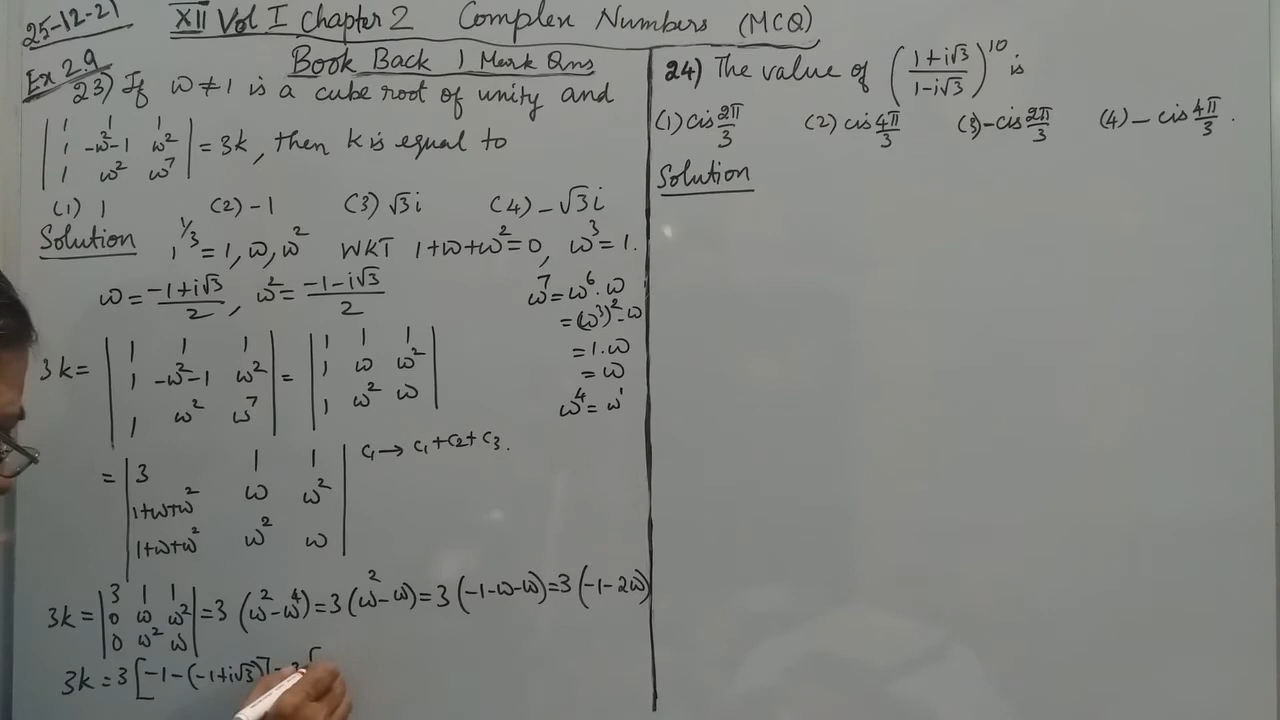 25-12-21
XII Vol I Chapter 2 Complex Numbers (MCQ)
Book Back 1 Mark Qns
Ex 2.9
23) If ω ≠ 1 is a cube root of unity and
| 1 1 1 |
| 1 -ω²-1 ω² | = 3k, then k is equal to
| 1 ω² ω⁷ |
(1) 1 (2) -1 (3) √3i (4) -√3i
Solution 1^(1/3) = 1, ω, ω² WKT 1+ω+ω²=0, ω³=1.
ω = (-1+i√3)/2, ω² = (-1-i√3)/2
ω⁷ = ω⁶·ω
= (ω³)²-ω
= 1.ω
= ω
ω⁴ = ω¹
3k = | 1 1 1 | = | 1 1 1 |
| 1 -ω²-1 ω² | | 1 ω ω² |
| 1 ω² ω⁷ | | 1 ω² ω |
= | 3 1 1 | C₁ → C₁+C₂+C₃.
| 1+ω+ω² ω ω² |
| 1+ω+ω² ω² ω |
3k = | 3 1 1 |
| 0 ω ω² | = 3(ω²-ω⁴) = 3(ω²-ω) = 3(-1-ω-ω) = 3(-1-2ω)
| 0 ω² ω |
3k = 3[-1-(-1+i√3)] = 3[
24) The value of ((1+i√3)/(1-i√3))^10 is
(1) cis 2π/3 (2) cis 4π/3 (3) -cis 2π/3 (4) -cis 4π/3.
Solution